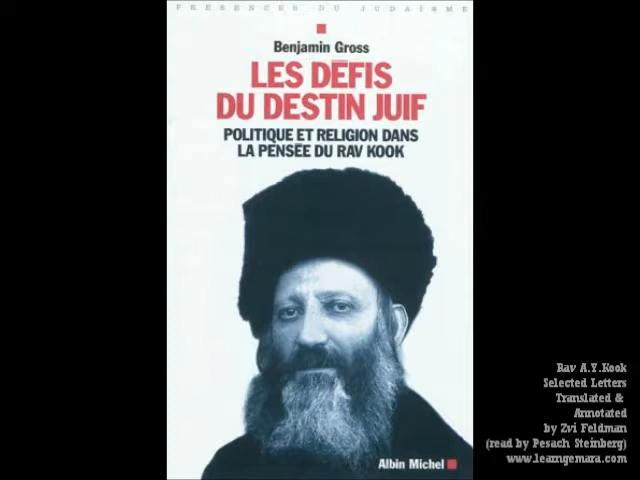 PRÉSENCES DU JUDAÏSME
Benjamin Gross
LES DÉFIS
DU DESTIN JUIF
POLITIQUE ET RELIGION DANS
LA PENSÉE DU RAV KOOK
Albin Michel
Rav A.Y.Kook
Selected Letters
Translated &
Annotated
by Zvi Feldman
(read by Pesach Steinberg)
www.learngemara.com